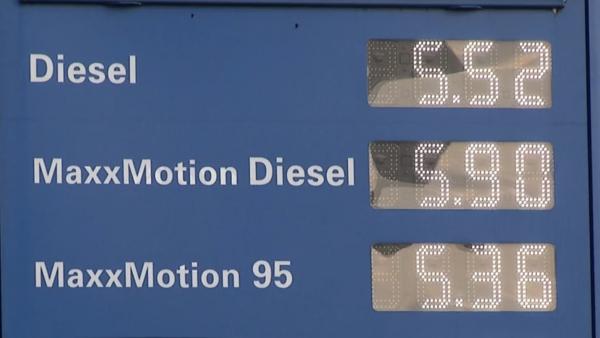 Diesel 5.52
MaxxMotion Diesel 5.90
MaxxMotion 95 5.36